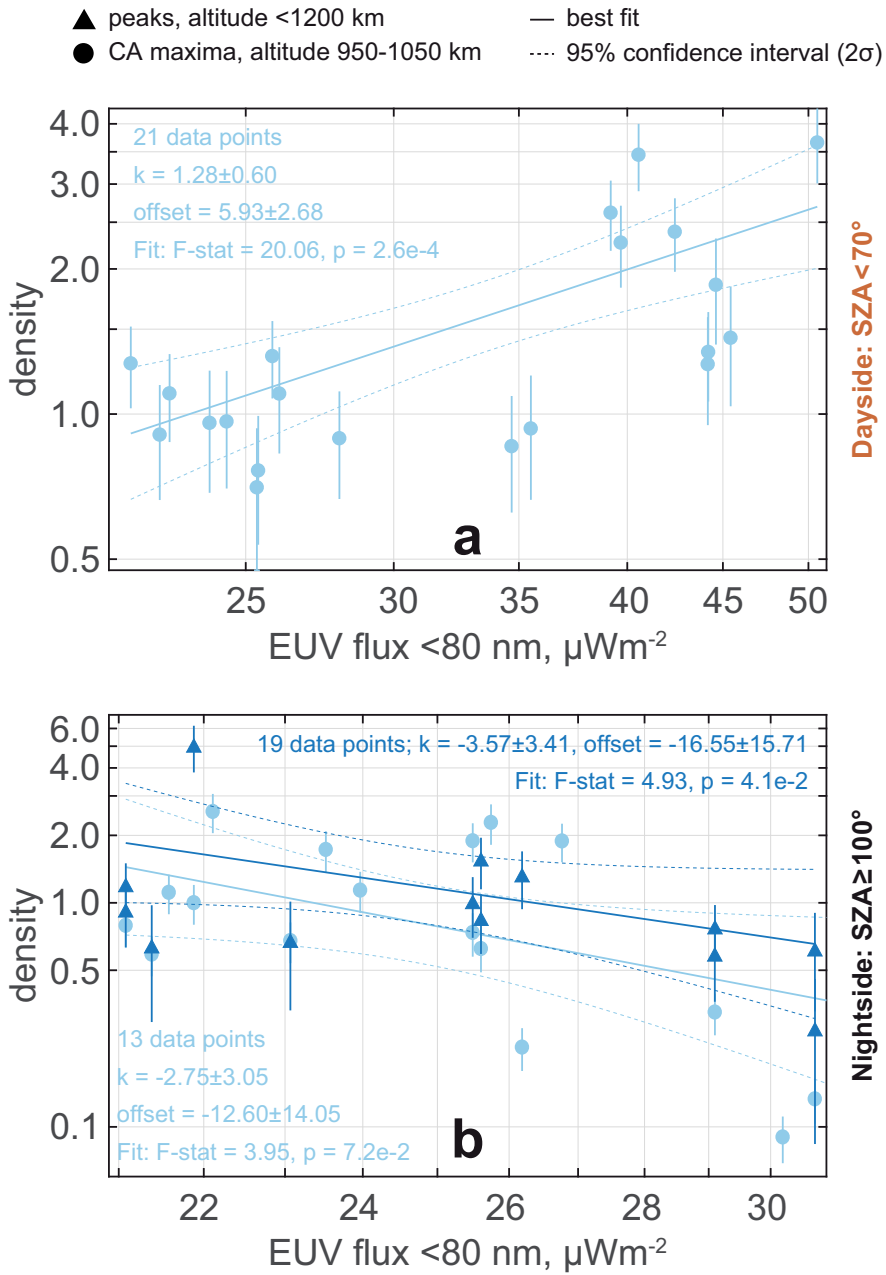 peaks, altitude <1200 km
best fit
CA maxima, altitude 950-1050 km
95% confidence interval (2σ)
4.0
3.0
2.0
1.0
0.5
density
21 data points
k = 1.28±0.60
offset = 5.93±2.68
Fit: F-stat = 20.06, p = 2.6e-4
a
Dayside: SZA<70°
25
30
35
40
45
50
EUV flux <80 nm, µWm-2
6.0
4.0
2.0
1.0
0.5
0.1
density
19 data points; k = -3.57±3.41, offset = -16.55±15.71
Fit: F-stat = 4.93, p = 4.1e-2
13 data points
k = -2.75±3.05
offset = -12.60±14.05
Fit: F-stat = 3.95, p = 7.2e-2
b
Nightside: SZA≥100°
22
24
26
28
30
EUV flux <80 nm, µWm-2